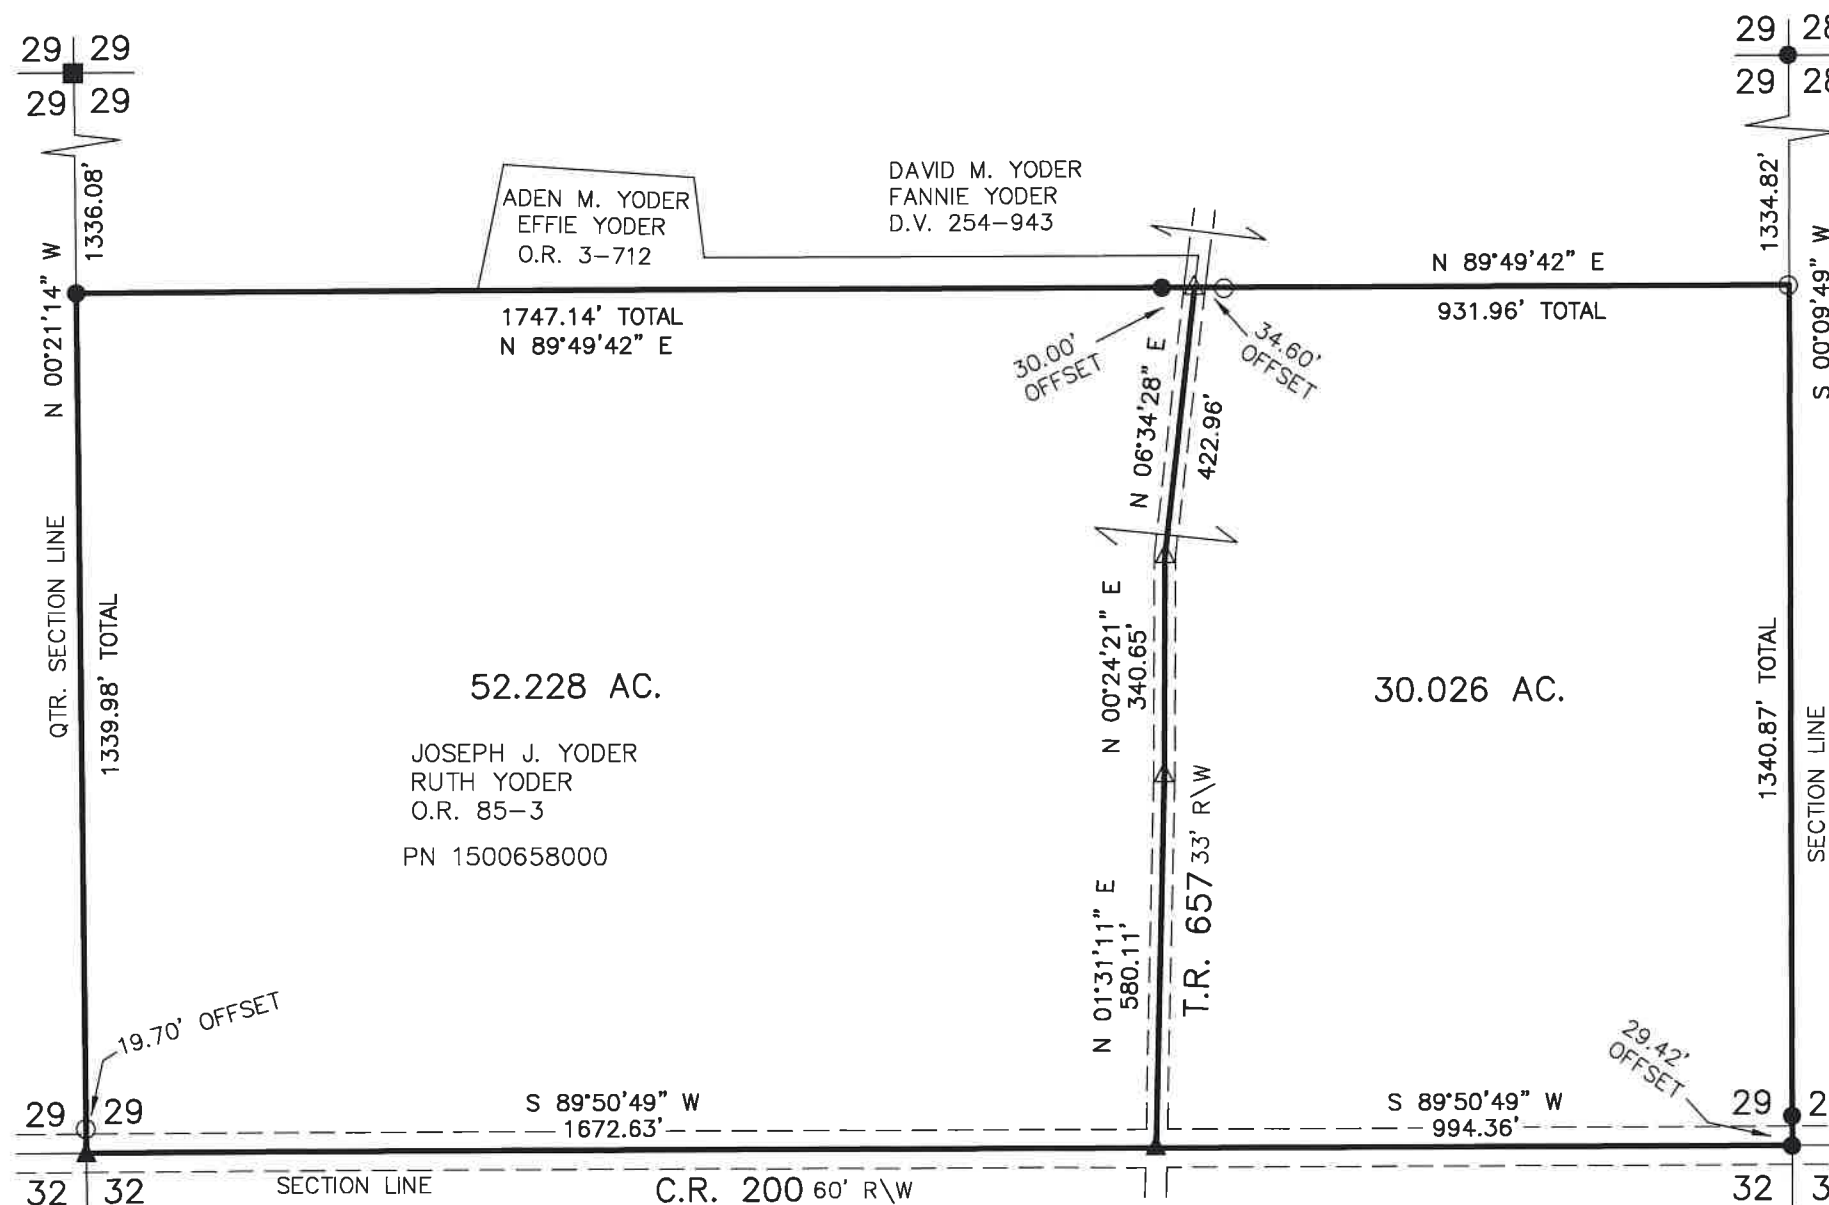 29 29
29 29
1336.08'
N 00°21'14" W
QTR. SECTION LINE
1339.98' TOTAL
ADEN M. YODER
EFFIE YODER
O.R. 3-712
DAVID M. YODER
FANNIE YODER
D.V. 254-943
1747.14' TOTAL
N 89°49'42" E
30.00'
OFFSET
34.60'
OFFSET
N 89°49'42" E
931.96' TOTAL
29 28
29 28
1334.82'
S 00°09'49" W
1340.87' TOTAL
SECTION LINE
N 06°34'28" E
422.96'
N 00°24'21" E
340.65'
N 01°31'11" E
580.11'
T.R. 657 33' R\W
52.228 AC.
JOSEPH J. YODER
RUTH YODER
O.R. 85-3
PN 1500658000
30.026 AC.
19.70' OFFSET
29.42'
OFFSET
29 29
S 89°50'49" W
1672.63'
S 89°50'49" W
994.36'
29 2
32 32
SECTION LINE
C.R. 200 60' R\W
32 3